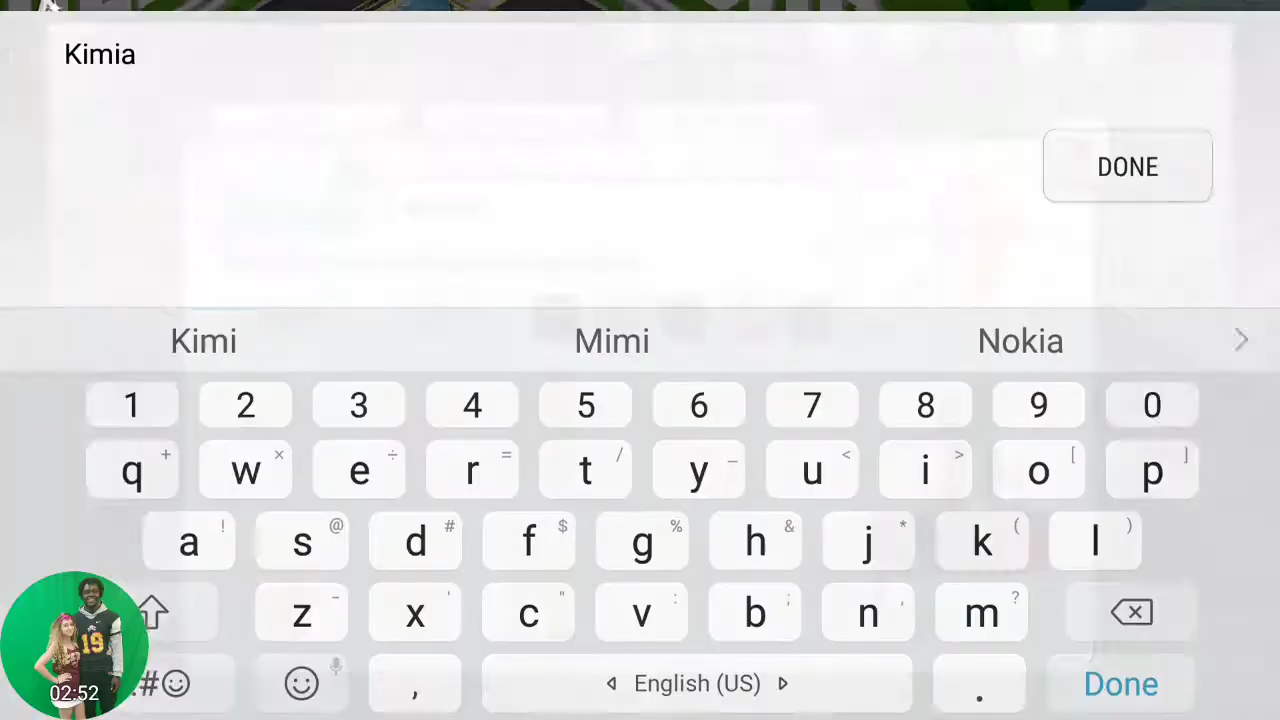 Kimia
DONE
Kimi Mimi Nokia
1 2 3 4 5 6 7 8 9 0
q + w × e ÷ r = t / y _ u < i > o [ p ]
a ! s @ d # f $ g % h & j * k ( l )
z - x ' c " v : b ; n , m ?
!#☺ , English (US) . Done
19
02:52